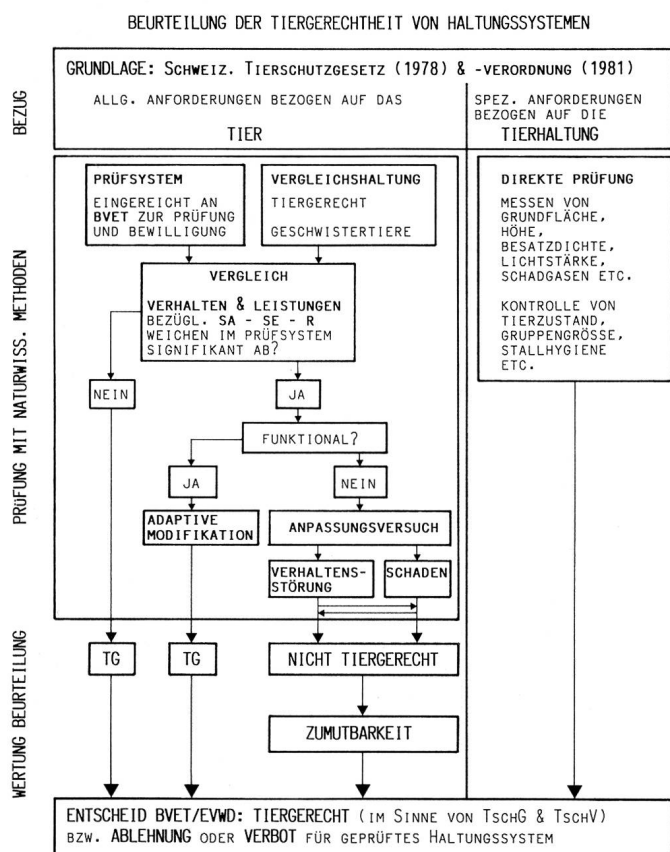 BEURTEILUNG DER TIERGERECHTHEIT VON HALTUNGSSYSTEMEN
BEZUG
GRUNDLAGE: SCHWEIZ. TIERSCHUTZGESETZ (1978) & -VERORDNUNG (1981)
ALLG. ANFORDERUNGEN BEZOGEN AUF DAS
TIER
SPEZ. ANFORDERUNGEN
BEZOGEN AUF DIE
TIERHALTUNG
PRÜFUNG MIT NATURWISS. METHODEN
PRÜFSYSTEM
EINGEREICHT AN
BVET ZUR PRÜFUNG
UND BEWILLIGUNG
VERGLEICHSHALTUNG
TIERGERECHT
GESCHWISTERTIERE
DIREKTE PRÜFUNG
MESSEN VON
GRUNDFLÄCHE,
HÖHE,
BESATZDICHTE,
LICHTSTÄRKE,
SCHADGASEN ETC.
KONTROLLE VON
TIERZUSTAND,
GRUPPENGRÖSSE,
STALLHYGIENE
ETC.
VERGLEICH
VERHALTEN & LEISTUNGEN
BEZÜGL. SA - SE - R
WEICHEN IM PRÜFSYSTEM
SIGNIFIKANT AB?
NEIN
JA
FUNKTIONAL?
JA
NEIN
ADAPTIVE
MODIFIKATION
ANPASSUNGSVERSUCH
VERHALTENS-
STÖRUNG
SCHADEN
WERTUNG BEURTEILUNG
TG
TG
NICHT TIERGERECHT
ZUMUTBARKEIT
ENTSCHEID BVET/EVWD: TIERGERECHT (IM SINNE VON TSCHG & TSCHV)
BZW. ABLEHNUNG ODER VERBOT FÜR GEPRÜFTES HALTUNGSSYSTEM